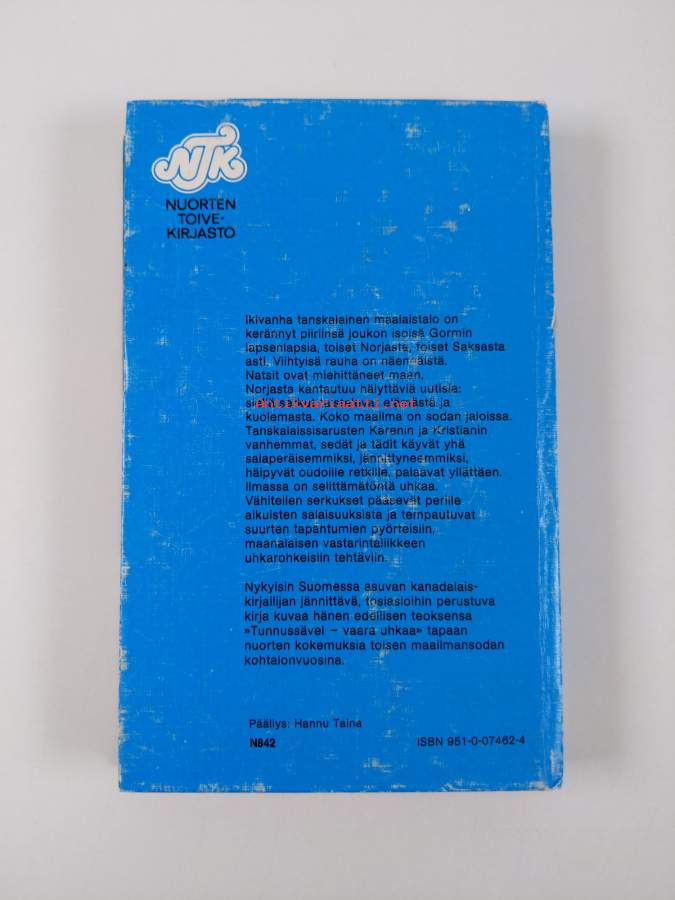 NTK
NUORTEN
TOIVE-
KIRJASTO
Ikivanha tanskalainen maalaistalo on
kerännyt piiriinsä joukon isoisä Gormin
lapsenlapsia, toiset Norjasta, toiset Saksasta
asti. Viihtyisä rauha on näennäistä.
Natsit ovat miehittäneet maan,
Norjasta kantautuu hälyttäviä uutisia:
elämästä ja
antikvariaatti.net
kuolemasta. Koko maailma on sodan jaloissa.
Tanskalaissisarusten Karenin ja Kristianin
vanhemmat, sedät ja tädit käyvät yhä
salaperäisemmiksi, jännittyneemmiksi,
häipyvät oudoille retkille, palaavat yllättäen.
Ilmassa on selittämätöntä uhkaa.
Vähitellen serkukset pääsevät perille
aikuisten salaisuuksista ja tempautuvat
suurten tapahtumien pyörteisiin,
maanalaisen vastarintaliikkeen
uhkarohkeisiin tehtäviin.
Nykyisin Suomessa asuvan kanadalais-
kirjailijan jännittävä, tosiasioihin perustuva
kirja kuvaa hänen edellisen teoksensa
»Tunnussävel – vaara uhkaa» tapaan
nuorten kokemuksia toisen maailmansodan
kohtalonvuosina.
Päällys: Hannu Taina
N842
ISBN 951-0-07462-4